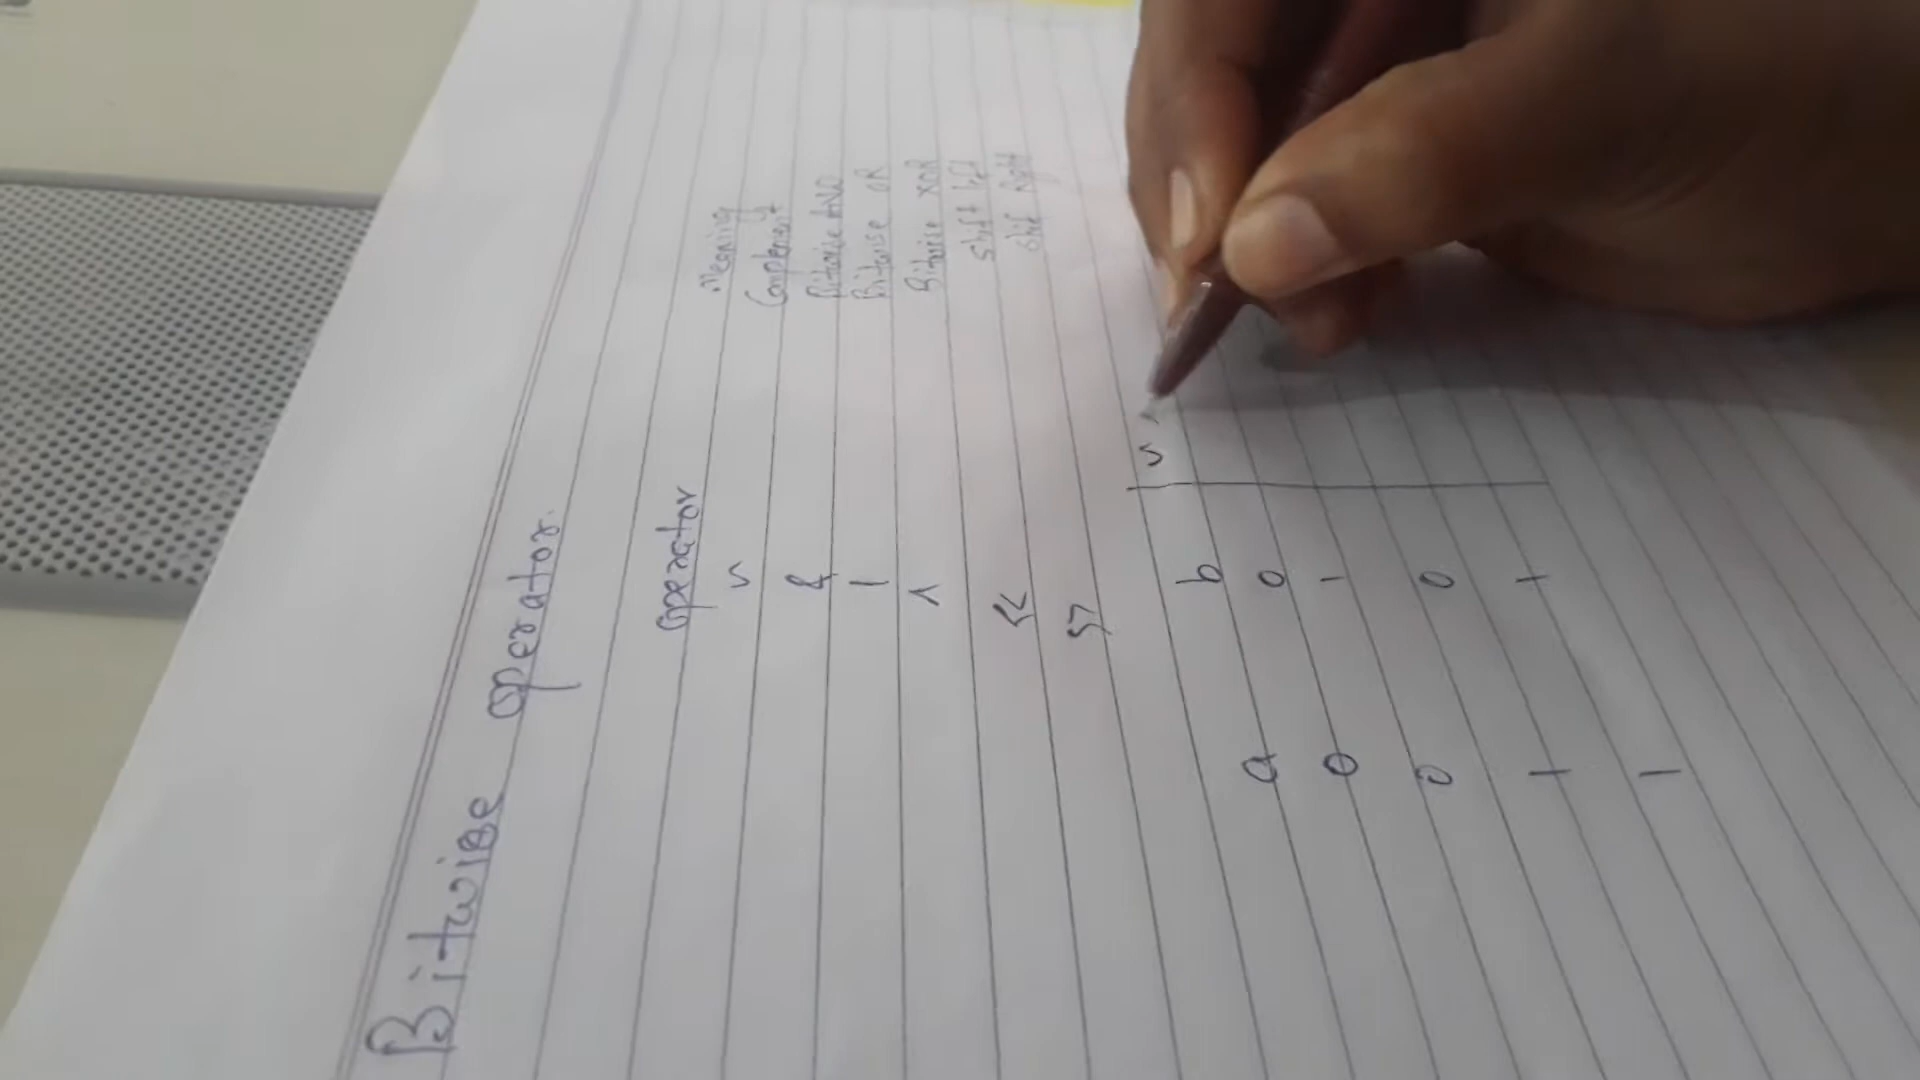 Bitwise operator.
operator Meaning
~ Complement
& Bitwise AND
| Bitwise OR
^ Bitwise XOR
<< Shift left
>> Shif Right
a b ~
0 0
0 1
1 0
1 1